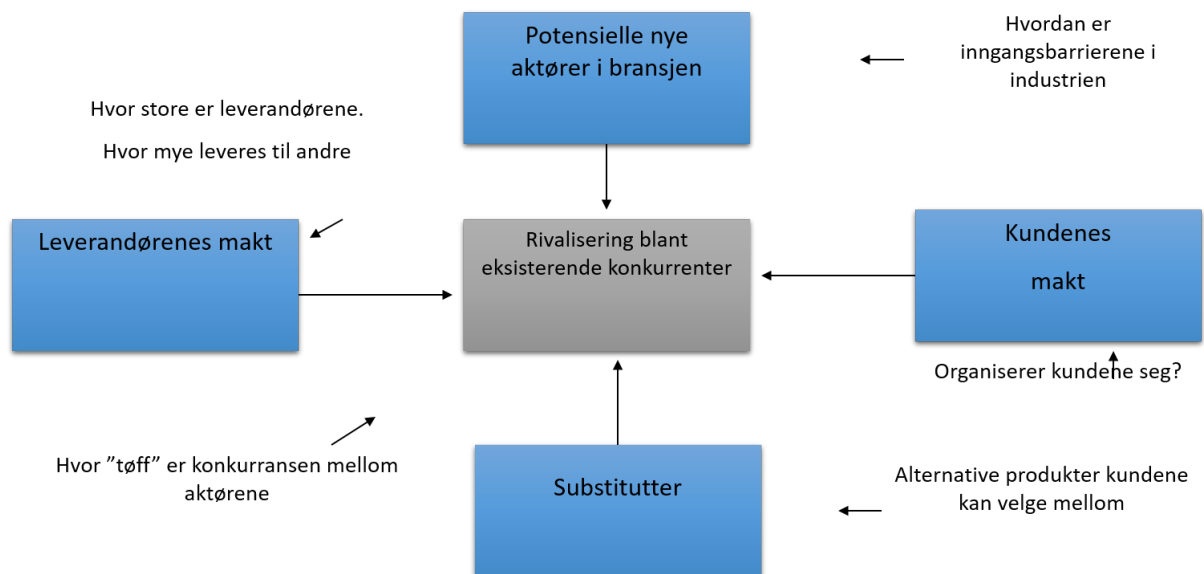 Potensielle nye
aktører i bransjen
Hvordan er
inngangsbarrierene i
industrien
Hvor store er leverandørene.
Hvor mye leveres til andre
Leverandørenes makt
Rivalisering blant
eksisterende konkurrenter
Kundenes
makt
Organiserer kundene seg?
Hvor ”tøff” er konkurransen mellom
aktørene
Substitutter
Alternative produkter kundene
kan velge mellom